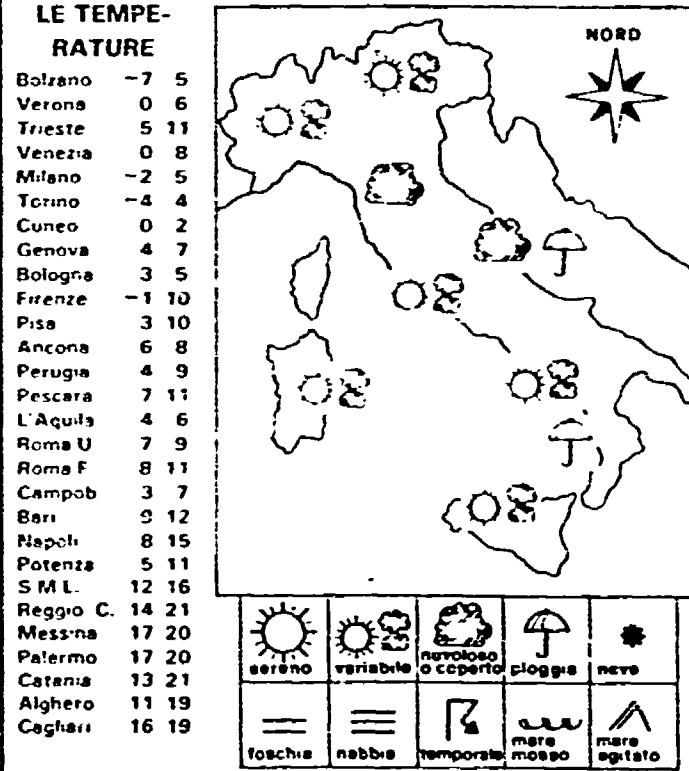 LE TEMPE-
RATURE
Bolzano -7 5
Verona 0 6
Trieste 5 11
Venezia 0 8
Milano -2 5
Torino -4 4
Cuneo 0 2
Genova 4 7
Bologna 3 5
Firenze -1 10
Pisa 3 10
Ancona 6 8
Perugia 4 9
Pescara 7 11
L'Aquila 4 6
Roma U 7 9
Roma F 8 11
Campob 3 7
Bari 9 12
Napoli 8 15
Potenza 5 11
S M L. 12 16
Reggio C. 14 21
Messina 17 20
Palermo 17 20
Catania 13 21
Alghero 11 19
Cagliari 16 19
NORD
sereno
variabile
nuvoloso
o coperto
pioggia
neve
foschia
nebbia
temporale
mare
mosso
mare
agitato